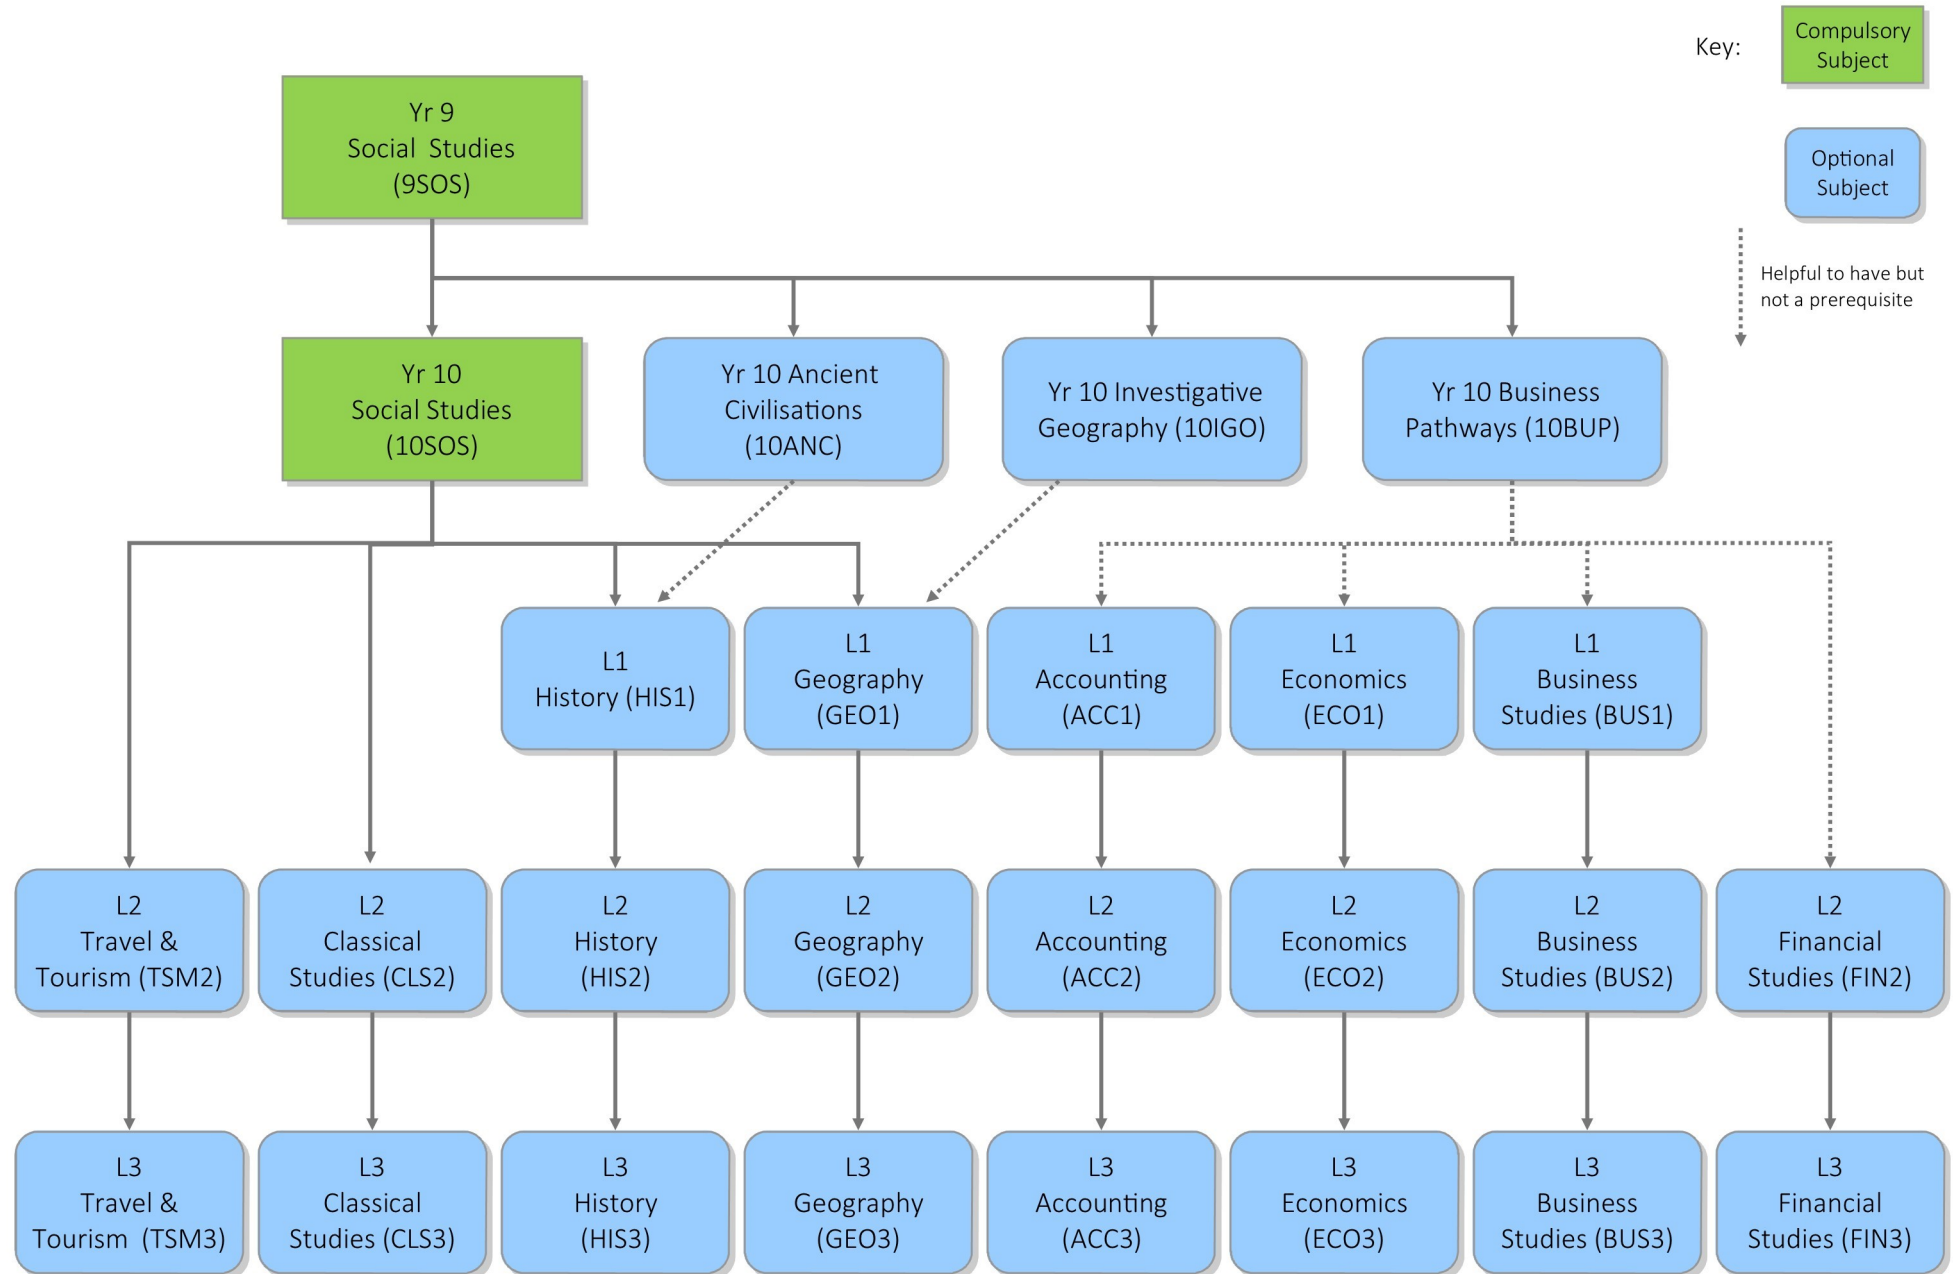 Key:
Compulsory
Subject
Optional
Subject
Helpful to have but
not a prerequisite
Yr 9
Social Studies
(9SOS)
Yr 10
Social Studies
(10SOS)
Yr 10 Ancient
Civilisations
(10ANC)
Yr 10 Investigative
Geography (10IGO)
Yr 10 Business
Pathways (10BUP)
L1
History (HIS1)
L1
Geography
(GEO1)
L1
Accounting
(ACC1)
L1
Economics
(ECO1)
L1
Business
Studies (BUS1)
L2
Travel &
Tourism (TSM2)
L2
Classical
Studies (CLS2)
L2
History
(HIS2)
L2
Geography
(GEO2)
L2
Accounting
(ACC2)
L2
Economics
(ECO2)
L2
Business
Studies (BUS2)
L2
Financial
Studies (FIN2)
L3
Travel &
Tourism (TSM3)
L3
Classical
Studies (CLS3)
L3
History
(HIS3)
L3
Geography
(GEO3)
L3
Accounting
(ACC3)
L3
Economics
(ECO3)
L3
Business
Studies (BUS3)
L3
Financial
Studies (FIN3)